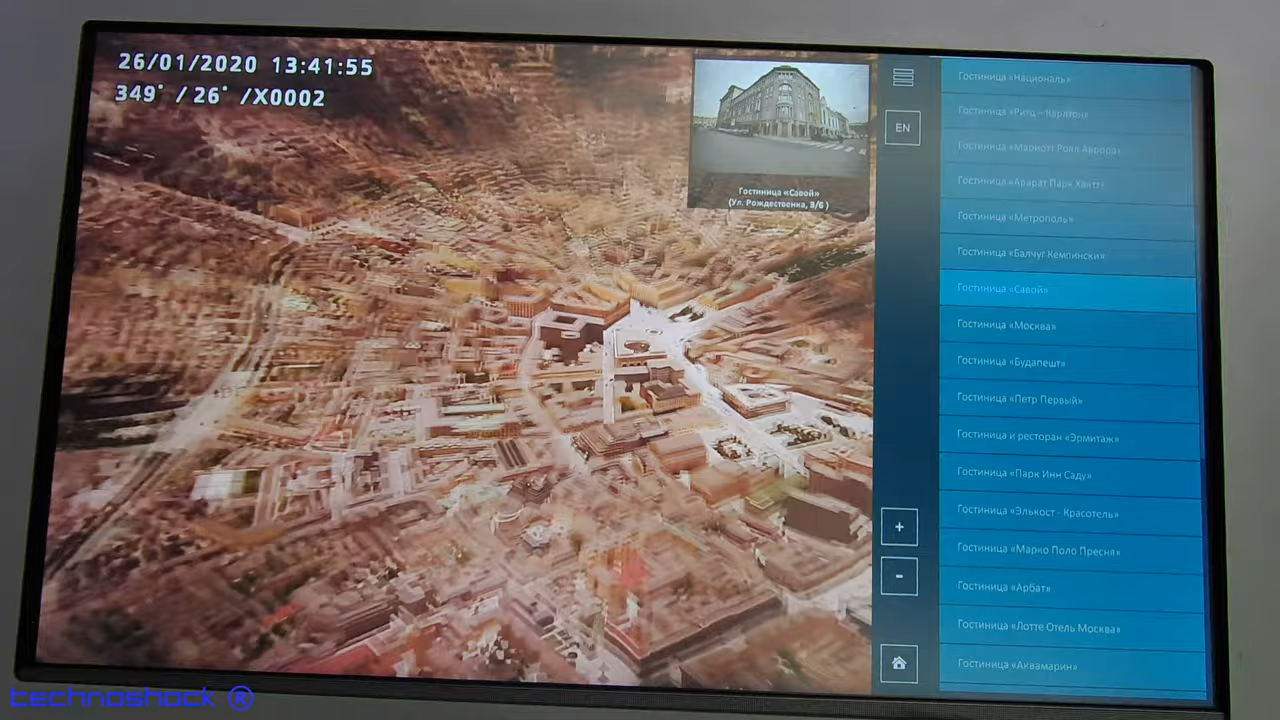 26/01/2020 13:41:55
349° / 26° /X0002
Гостиница «Савой»
(Ул. Рождественка, 3/6 )
EN
+
-
Гостиница «Националь»
Гостиница «Ритц – Карлтон»
Гостиница «Мариотт Роял Аврора»
Гостиница «Арарат Парк Хаятт»
Гостиница «Метрополь»
Гостиница «Балчуг Кемпински»
Гостиница «Савой»
Гостиница «Москва»
Гостиница «Будапешт»
Гостиница «Петр Первый»
Гостиница и ресторан «Эрмитаж»
Гостиница «Парк Инн Саду»
Гостиница «Элькост - Красотель»
Гостиница «Марко Поло Пресня»
Гостиница «Арбат»
Гостиница «Лотте Отель Москва»
Гостиница «Аквамарин»
technoshock ®